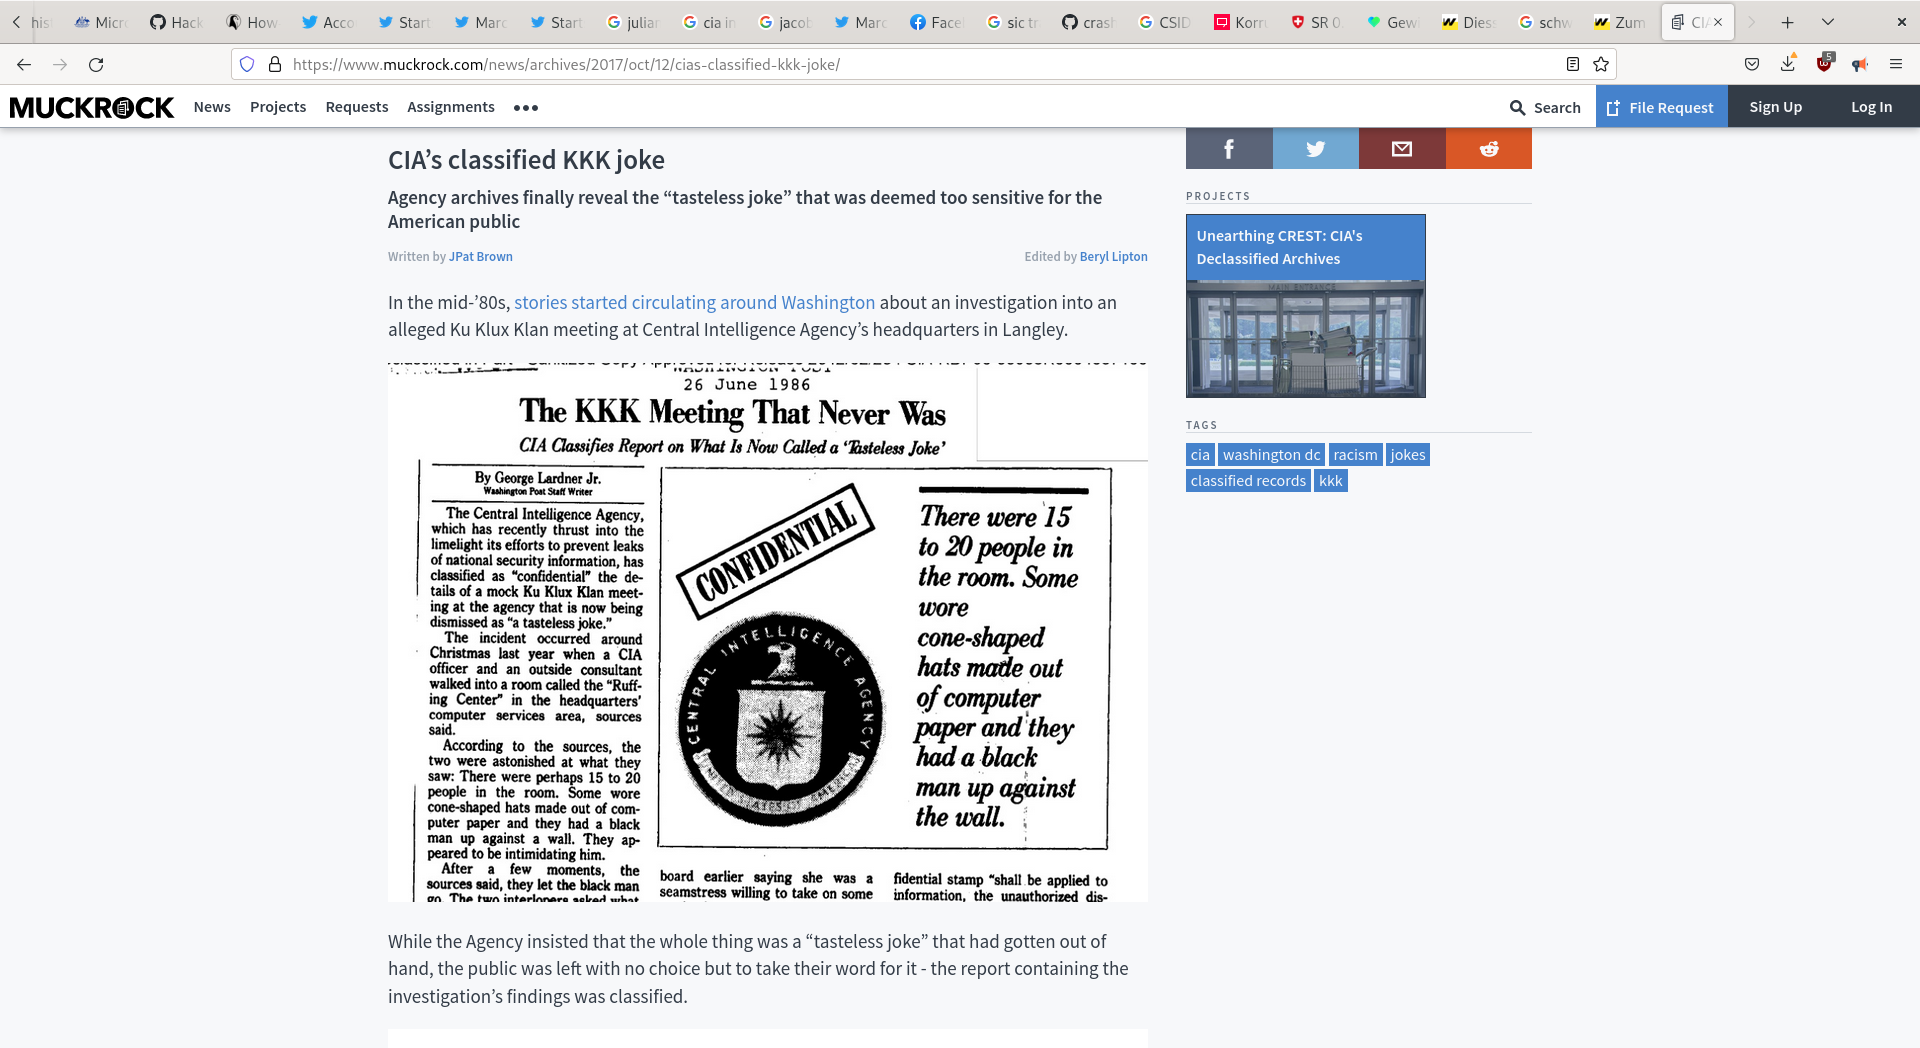 his
Micr
Hack
How
Acco
Start
Marc
Start
julian
cia in
jacob
Marc
Facel
sic tr
crash
CSID
Korru
SR 0
Gewi
Diess
schw
Zum
CIA
https://www.muckrock.com/news/archives/2017/oct/12/cias-classified-kkk-joke/
5
MUCKROCK
News
Projects
Requests
Assignments
•••
Search
File Request
Sign Up
Log In
CIA’s classified KKK joke
Agency archives finally reveal the “tasteless joke” that was deemed too sensitive for the
American public
Written by JPat Brown
Edited by Beryl Lipton
In the mid-’80s, stories started circulating around Washington about an investigation into an
alleged Ku Klux Klan meeting at Central Intelligence Agency’s headquarters in Langley.
WASHINGTON POST
26 June 1986
The KKK Meeting That Never Was
CIA Classifies Report on What Is Now Called a ‘Tasteless Joke’
By George Lardner Jr.
Washington Post Staff Writer
The Central Intelligence Agency,
which has recently thrust into the
limelight its efforts to prevent leaks
of national security information, has
classified as “confidential” the de-
tails of a mock Ku Klux Klan meet-
ing at the agency that is now being
dismissed as “a tasteless joke.”
The incident occurred around
Christmas last year when a CIA
officer and an outside consultant
walked into a room called the “Ruff-
ing Center” in the headquarters’
computer services area, sources
said.
According to the sources, the
two were astonished at what they
saw: There were perhaps 15 to 20
people in the room. Some wore
cone-shaped hats made out of com-
puter paper and they had a black
man up against a wall. They ap-
peared to be intimidating him.
After a few moments, the
sources said, they let the black man
go. The two interlopers asked what
CONFIDENTIAL
CENTRAL INTELLIGENCE AGENCY
UNITED STATES OF AMERICA
There were 15
to 20 people in
the room. Some
wore
cone-shaped
hats made out
of computer
paper and they
had a black
man up against
the wall.
board earlier saying she was a
seamstress willing to take on some
fidential stamp “shall be applied to
information, the unauthorized dis-
While the Agency insisted that the whole thing was a “tasteless joke” that had gotten out of
hand, the public was left with no choice but to take their word for it - the report containing the
investigation’s findings was classified.
PROJECTS
Unearthing CREST: CIA's
Declassified Archives
MAIN ENTRANCE
TAGS
cia
washington dc
racism
jokes
classified records
kkk